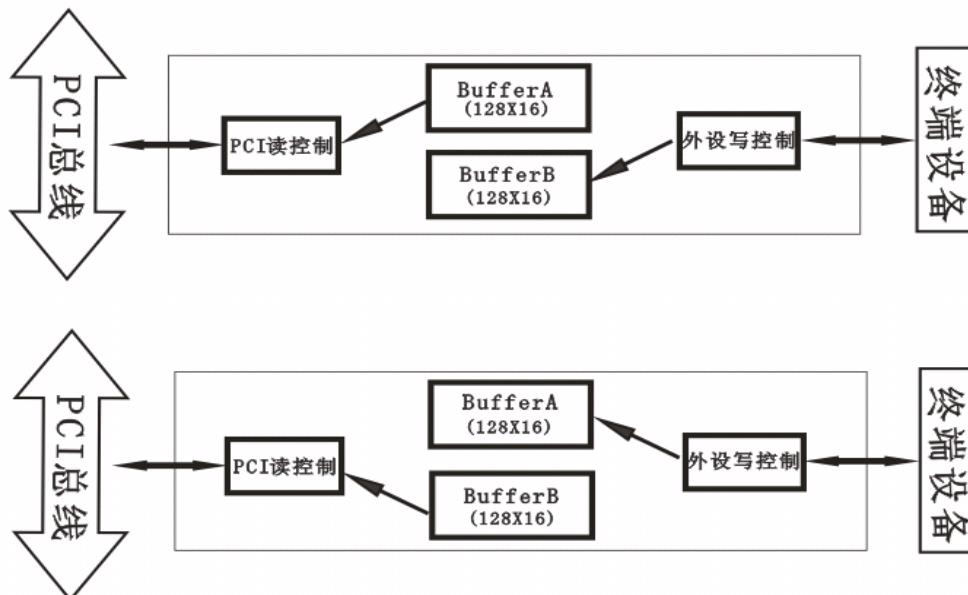 PCI总线
BufferA
(128X16)
PCI读控制
外设写控制
BufferB
(128X16)
终端设备
PCI总线
BufferA
(128X16)
PCI读控制
外设写控制
BufferB
(128X16)
终端设备